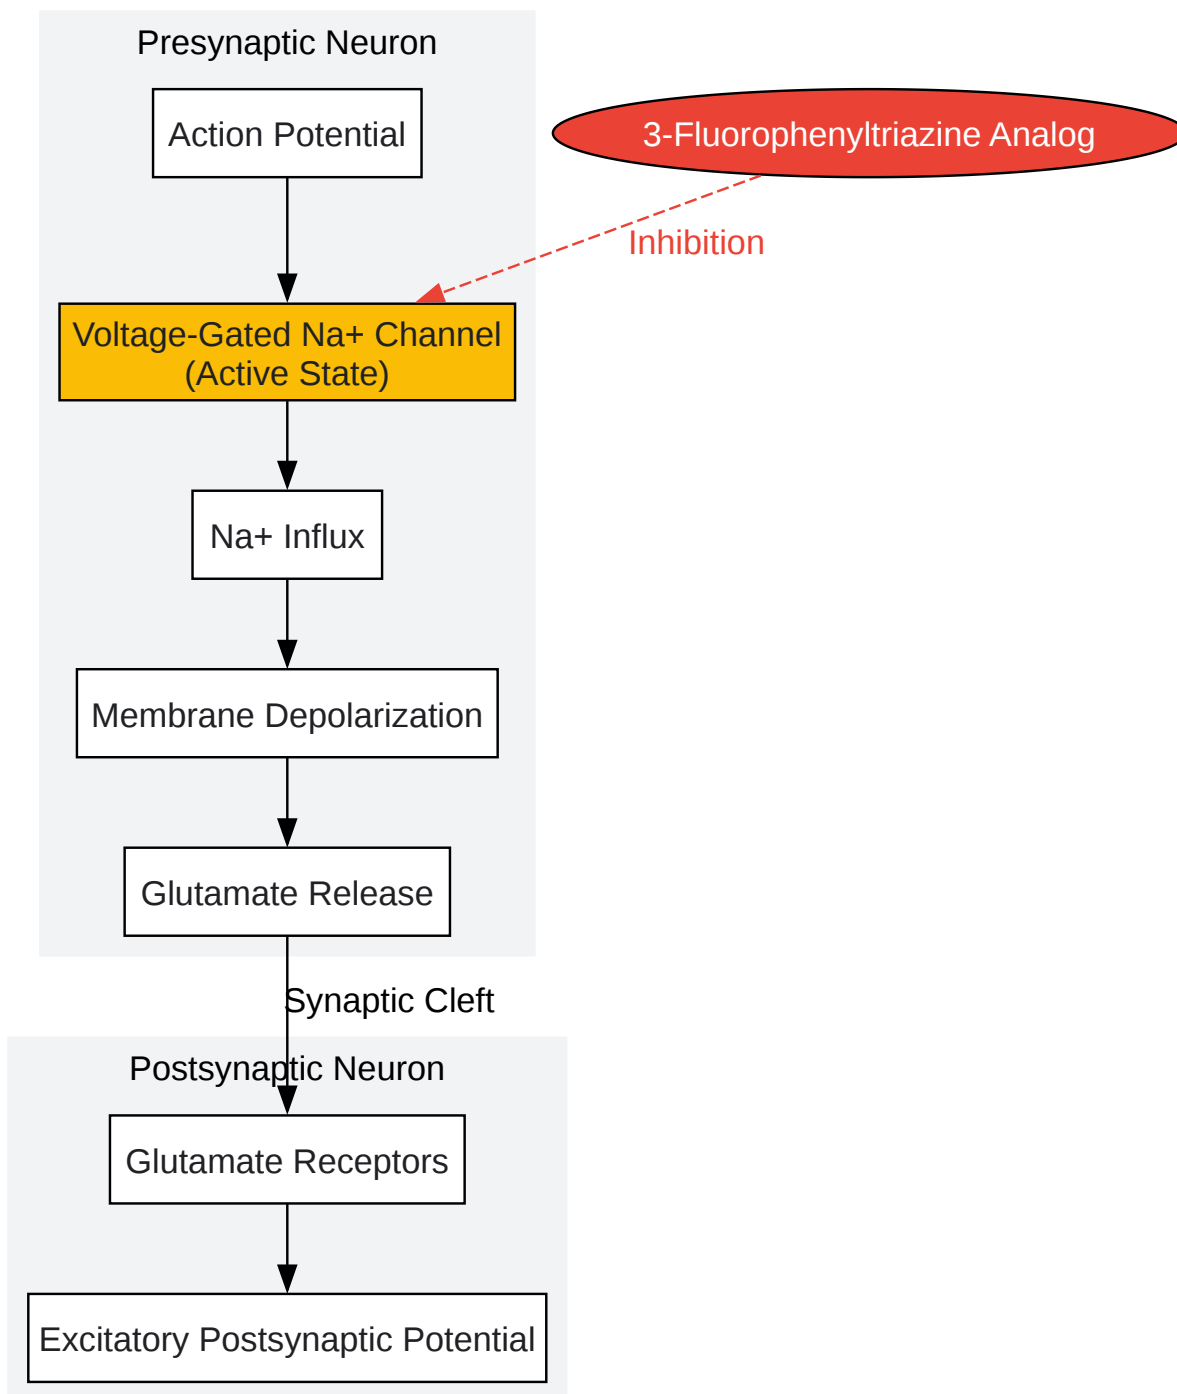 Presynaptic Neuron
Action Potential
3-Fluorophenyltriazine Analog
Inhibition
Voltage-Gated Na+ Channel
(Active State)
Na+ Influx
Membrane Depolarization
Glutamate Release
Synaptic Cleft
Postsynaptic Neuron
Glutamate Receptors
Excitatory Postsynaptic Potential